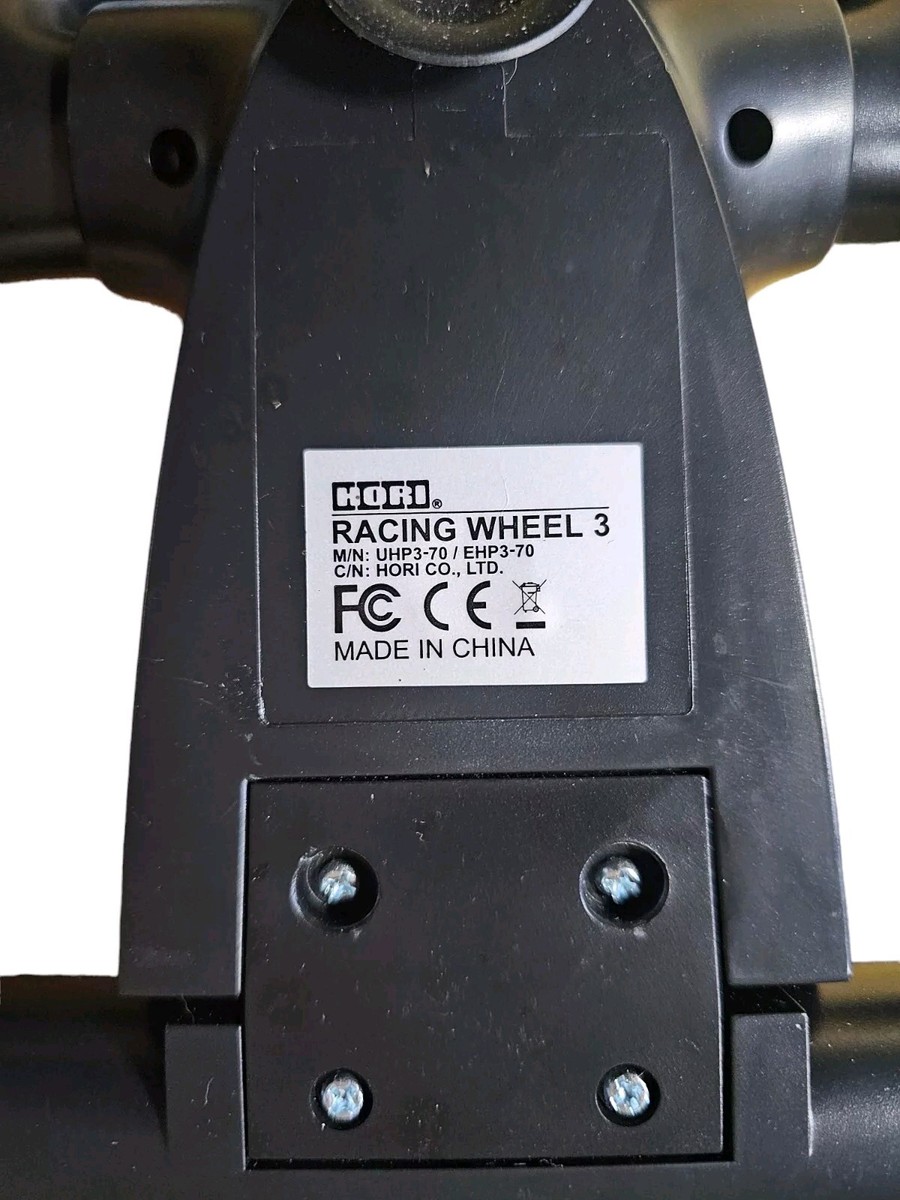 HORI®
RACING WHEEL 3
M/N: UHP3-70 / EHP3-70
C/N: HORI CO., LTD.
FC CE
MADE IN CHINA